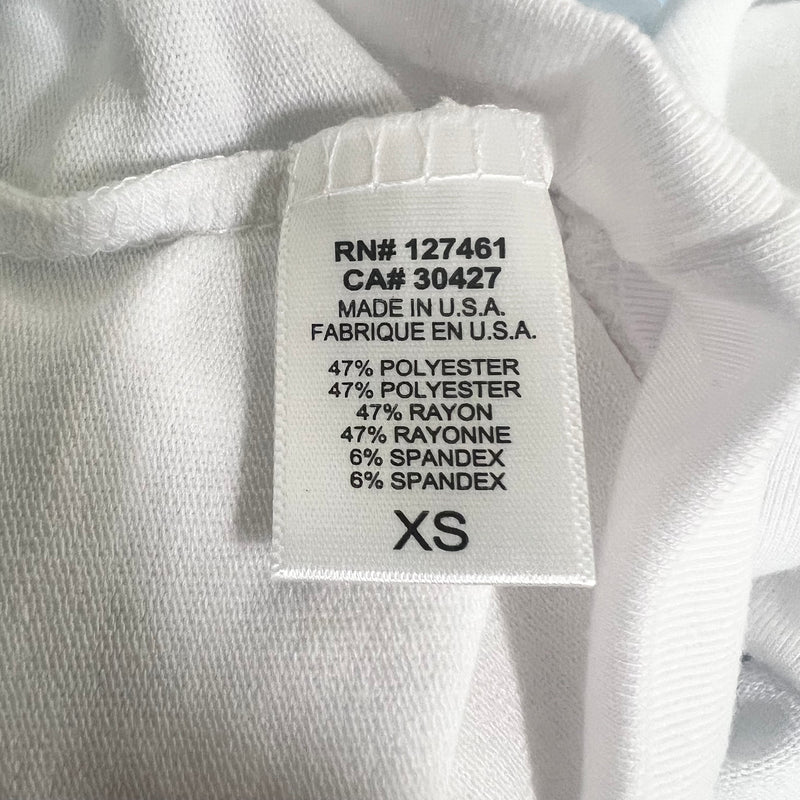 RN# 127461
CA# 30427
MADE IN U.S.A.
FABRIQUE EN U.S.A.
47% POLYESTER
47% POLYESTER
47% RAYON
47% RAYONNE
6% SPANDEX
6% SPANDEX
XS